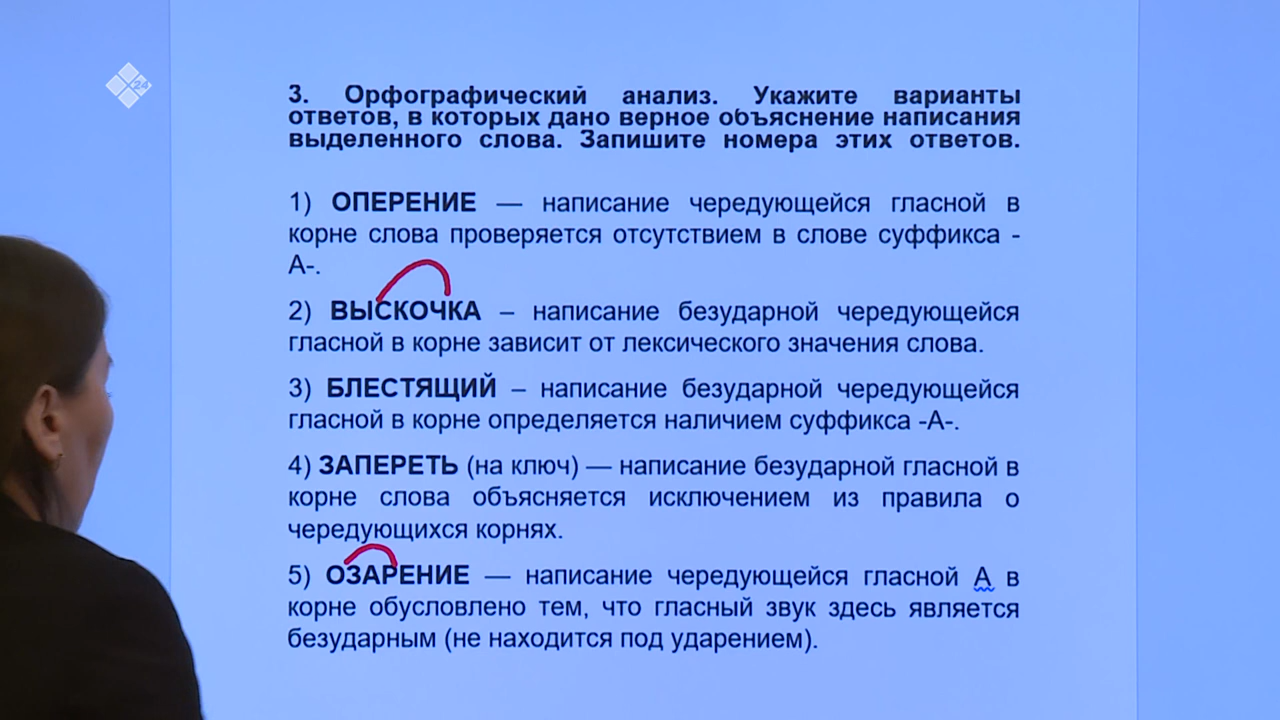 24
3. Орфографический анализ. Укажите варианты
ответов, в которых дано верное объяснение написания
выделенного слова. Запишите номера этих ответов.
1) ОПЕРЕНИЕ — написание чередующейся гласной в
корне слова проверяется отсутствием в слове суффикса -
А-.
2) ВЫСКОЧКА – написание безударной чередующейся
гласной в корне зависит от лексического значения слова.
3) БЛЕСТЯЩИЙ – написание безударной чередующейся
гласной в корне определяется наличием суффикса -А-.
4) ЗАПЕРЕТЬ (на ключ) — написание безударной гласной в
корне слова объясняется исключением из правила о
чередующихся корнях.
5) ОЗАРЕНИЕ — написание чередующейся гласной А в
корне обусловлено тем, что гласный звук здесь является
безударным (не находится под ударением).